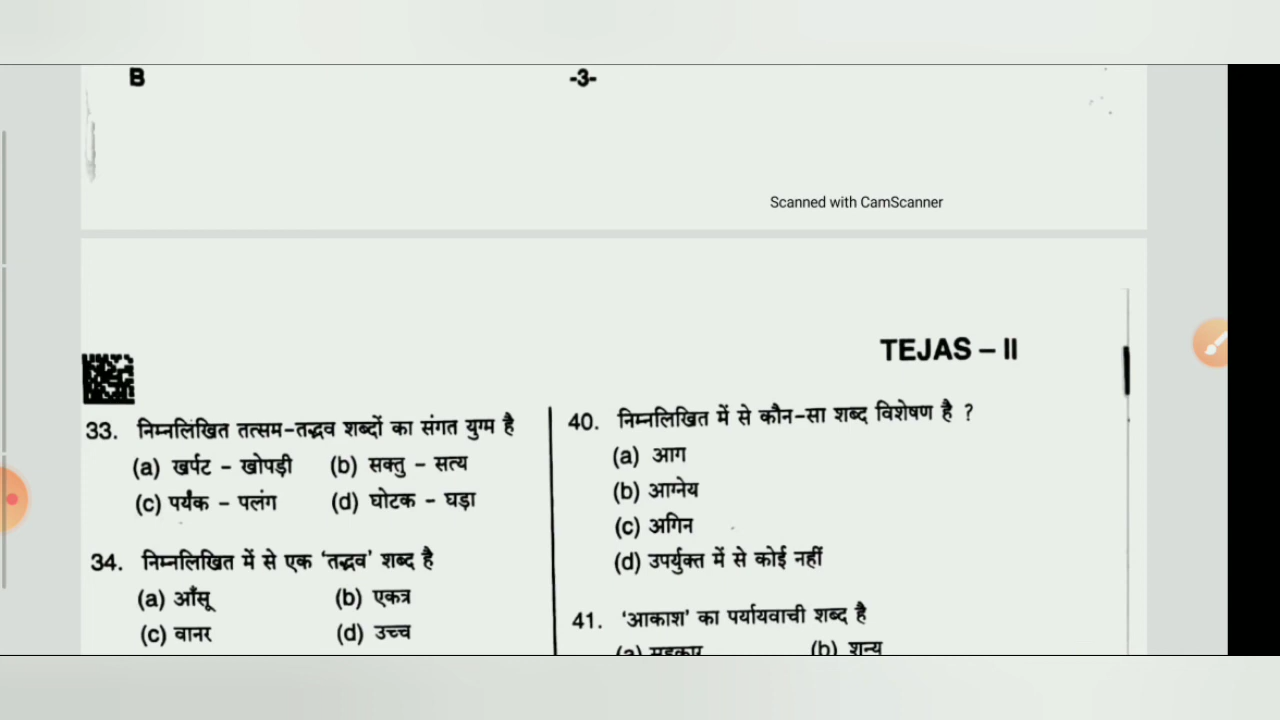 B
-3-
Scanned with CamScanner
TEJAS – II
33. निम्नलिखित तत्सम-तद्भव शब्दों का संगत युग्म है
(a) खर्पट - खोपड़ी (b) सक्तु - सत्य
(c) पर्यंक - पलंग (d) घोटक - घड़ा
34. निम्नलिखित में से एक 'तद्भव' शब्द है
(a) आँसू (b) एकत्र
(c) वानर (d) उच्च
40. निम्नलिखित में से कौन-सा शब्द विशेषण है ?
(a) आग
(b) आग्नेय
(c) अगिन
(d) उपर्युक्त में से कोई नहीं
41. 'आकाश' का पर्यायवाची शब्द है
(a) (b) शून्य